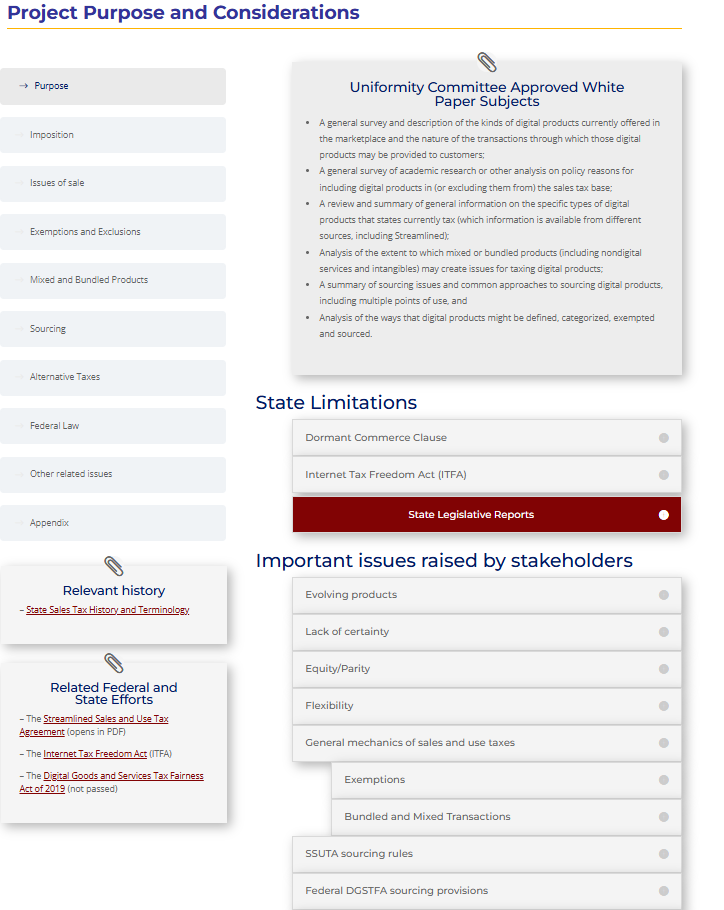 Project Purpose and Considerations
→ Purpose
Imposition
Issues of sale
Exemptions and Exclusions
Mixed and Bundled Products
Sourcing
Alternative Taxes
Federal Law
Other related issues
Appendix
Relevant history
– State Sales Tax History and Terminology
Related Federal and
State Efforts
– The Streamlined Sales and Use Tax
Agreement (opens in PDF)
– The Internet Tax Freedom Act (ITFA)
– The Digital Goods and Services Tax Fairness
Act of 2019 (not passed)
Uniformity Committee Approved White
Paper Subjects
• A general survey and description of the kinds of digital products currently offered in
the marketplace and the nature of the transactions through which those digital
products may be provided to customers;
• A general survey of academic research or other analysis on policy reasons for
including digital products in (or excluding them from) the sales tax base;
• A review and summary of general information on the specific types of digital
products that states currently tax (which information is available from different
sources, including Streamlined);
• Analysis of the extent to which mixed or bundled products (including nondigital
services and intangibles) may create issues for taxing digital products;
• A summary of sourcing issues and common approaches to sourcing digital products,
including multiple points of use, and
• Analysis of the ways that digital products might be defined, categorized, exempted
and sourced.
State Limitations
Dormant Commerce Clause
Internet Tax Freedom Act (ITFA)
State Legislative Reports
Important issues raised by stakeholders
Evolving products
Lack of certainty
Equity/Parity
Flexibility
General mechanics of sales and use taxes
Exemptions
Bundled and Mixed Transactions
SSUTA sourcing rules
Federal DGSTFA sourcing provisions